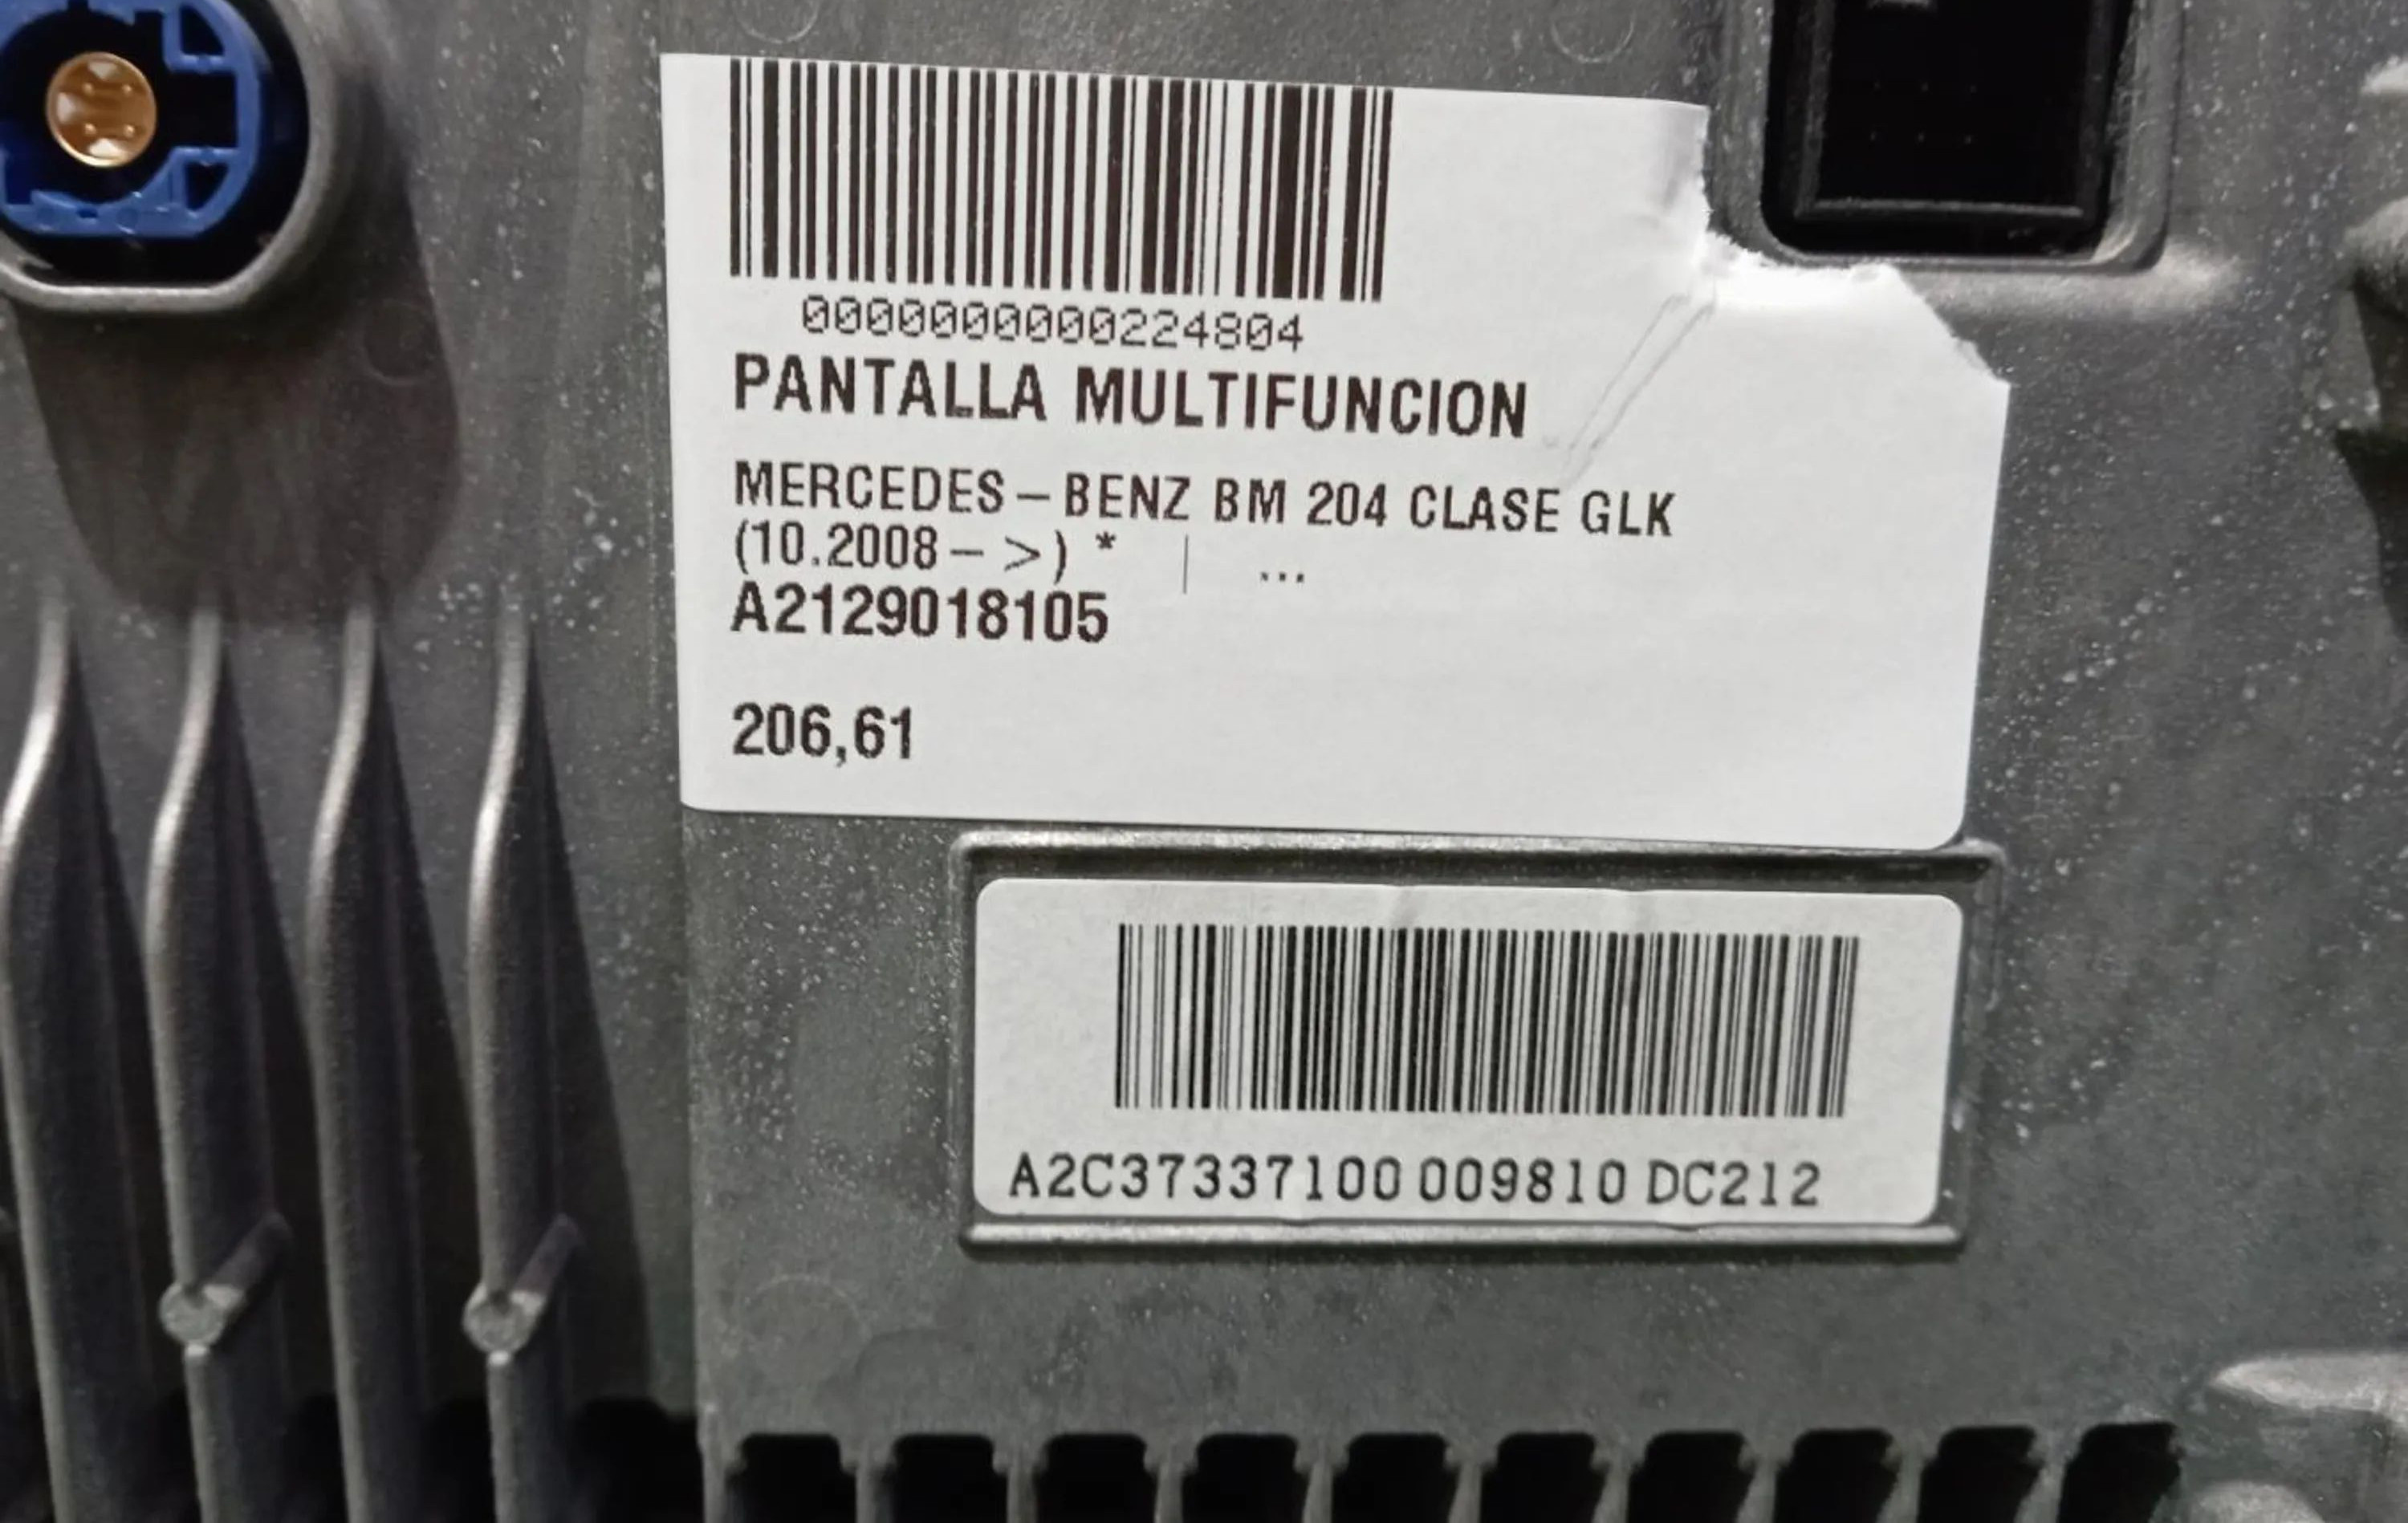 0000000000224804
PANTALLA MULTIFUNCION
MERCEDES-BENZ BM 204 CLASE GLK
(10.2008->) * | ...
A2129018105
206,61
A2C37337100 009810 DC212